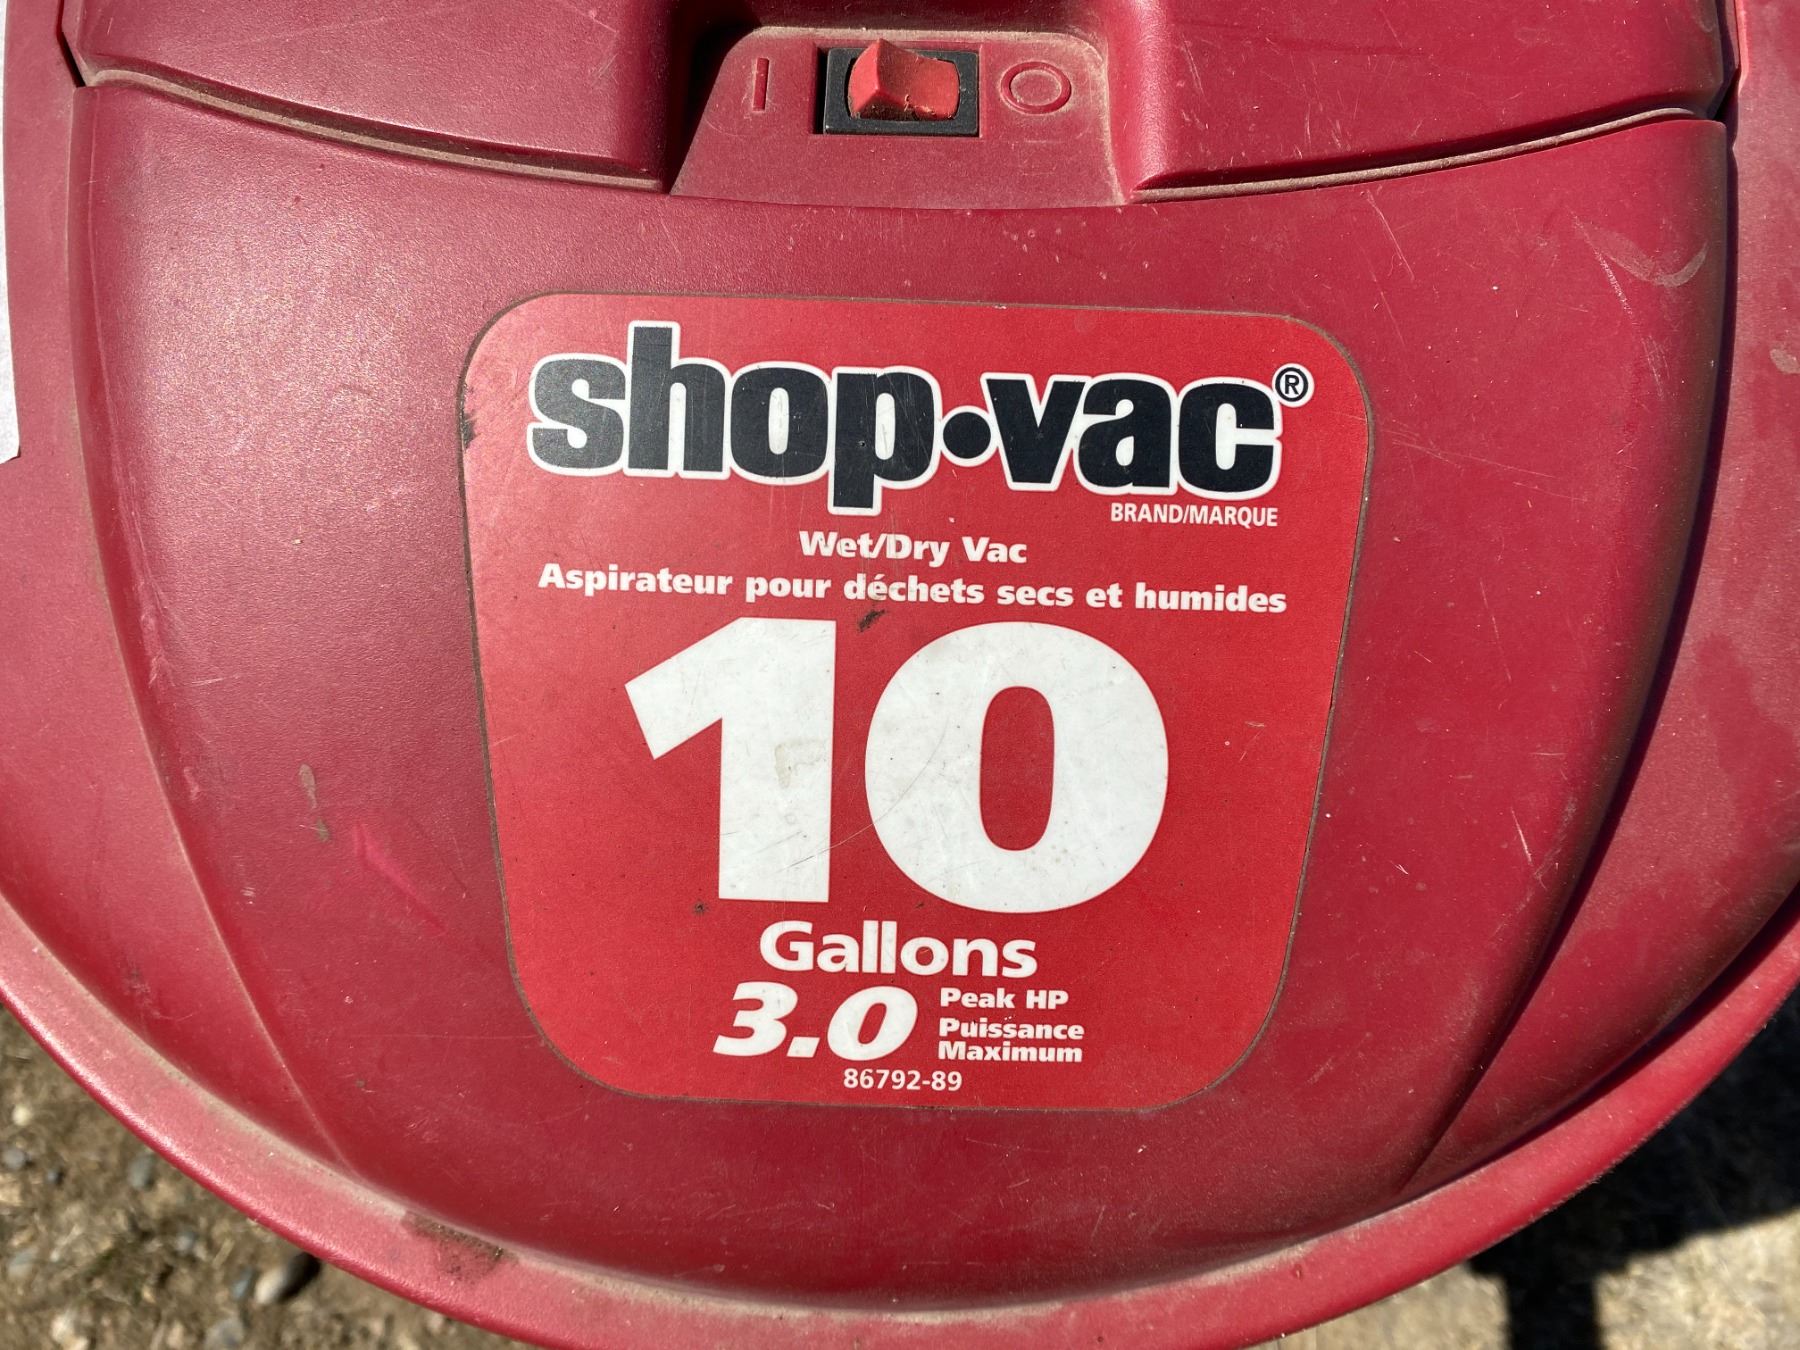 I O
shop·vac®
BRAND/MARQUE
Wet/Dry Vac
Aspirateur pour déchets secs et humides
10
Gallons
3.0 Peak HP
Puissance
Maximum
86792-89